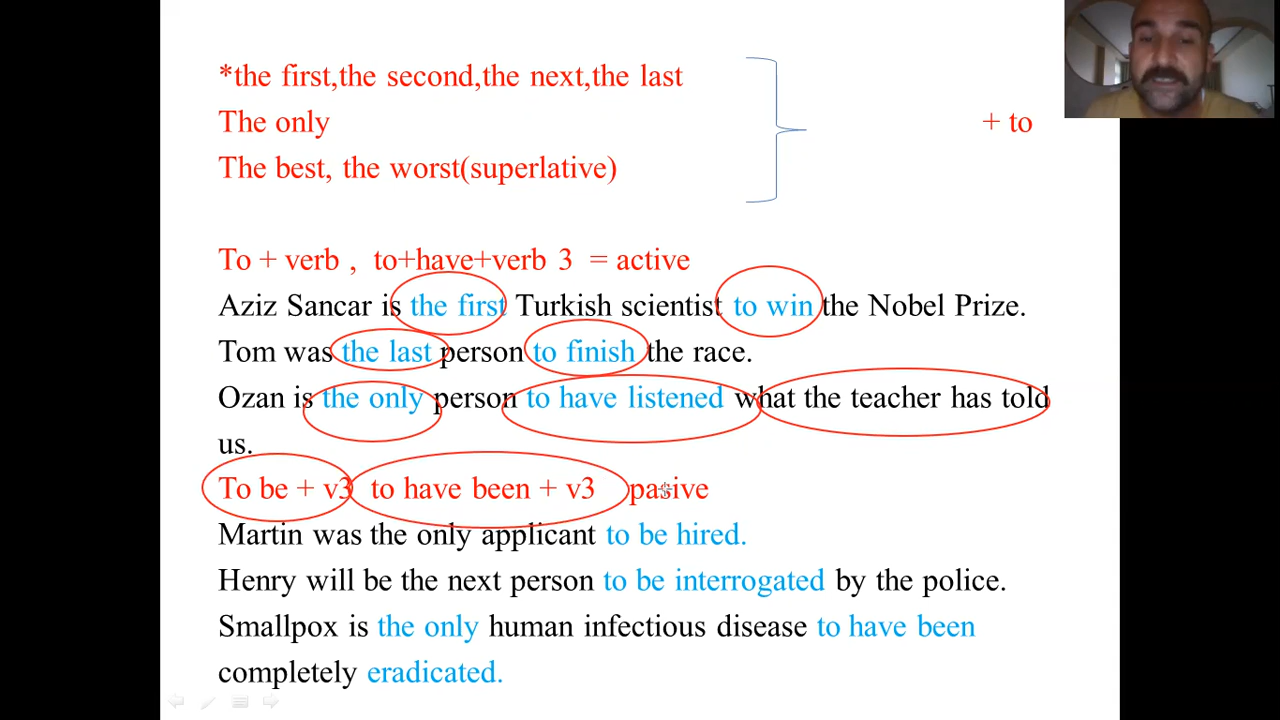 *the first,the second,the next,the last
The only
+ to
The best, the worst(superlative)
To + verb , to+have+verb 3 = active
Aziz Sancar is the first Turkish scientist to win the Nobel Prize.
Tom was the last person to finish the race.
Ozan is the only person to have listened what the teacher has told
us.
To be + v3 to have been + v3 pasive
Martin was the only applicant to be hired.
Henry will be the next person to be interrogated by the police.
Smallpox is the only human infectious disease to have been
completely eradicated.